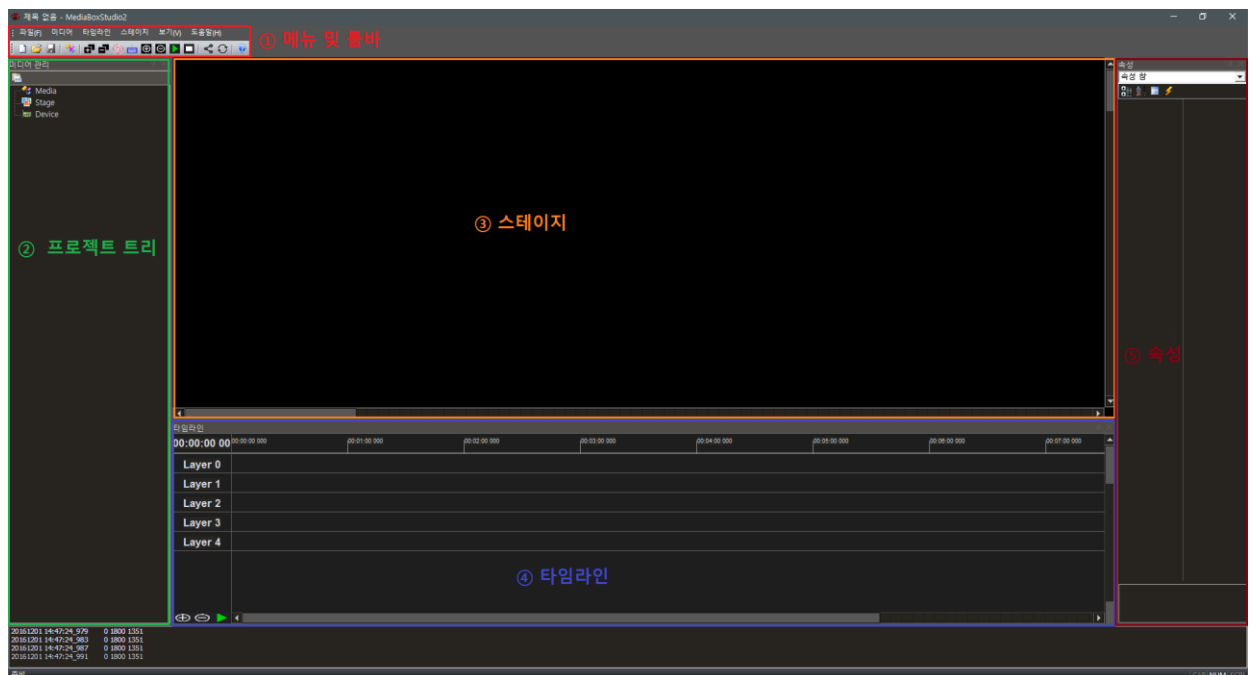 제목 없음 - MediaBoxStudio2
파일(F) 미디어 타임라인 스테이지 보기(V) 도움말(H)
① 메뉴 및 툴바
미디어 관리
Media
Stage
Device
② 프로젝트 트리
③ 스테이지
속성
속성 창
⑤ 속성
타임라인
00:00:00 00
00:00:00 000 00:01:00 000 00:02:00 000 00:03:00 000 00:04:00 000 00:05:00 000 00:06:00 000 00:07:00 000
Layer 0
Layer 1
Layer 2
Layer 3
Layer 4
④ 타임라인
20161201 14:47:24_979 0 1800 1351
20161201 14:47:24_983 0 1800 1351
20161201 14:47:24_987 0 1800 1351
20161201 14:47:24_991 0 1800 1351
준비
CAP NUM SCRL